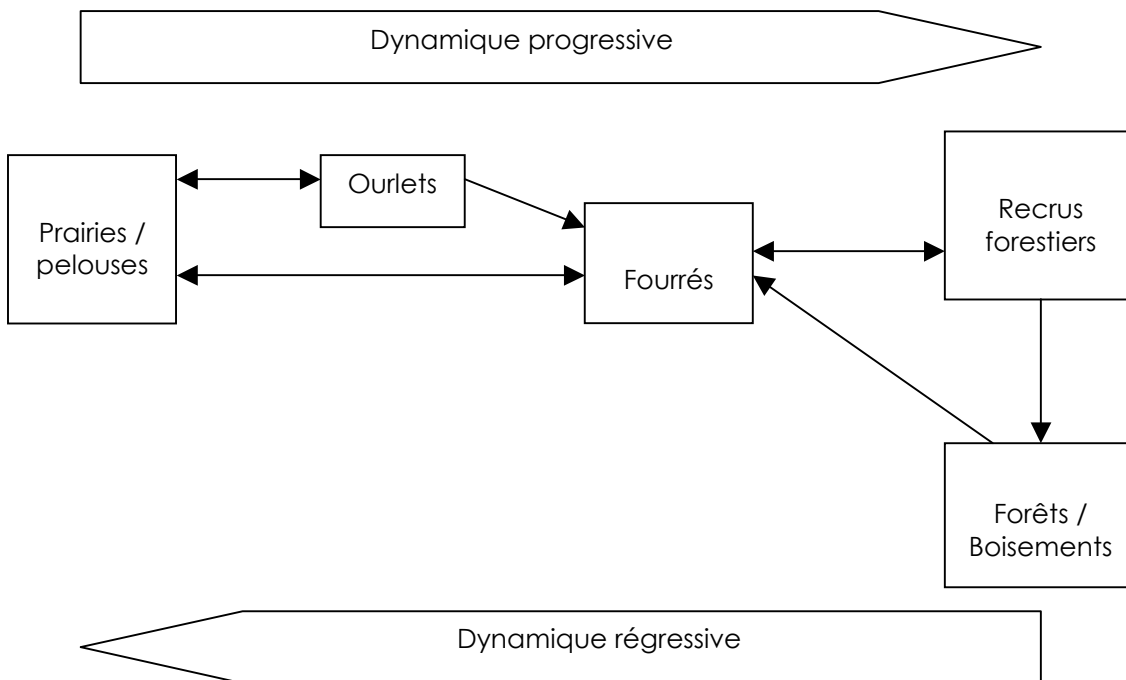 Dynamique progressive
Prairies /
pelouses
Ourlets
Fourrés
Recrus
forestiers
Forêts /
Boisements
Dynamique régressive